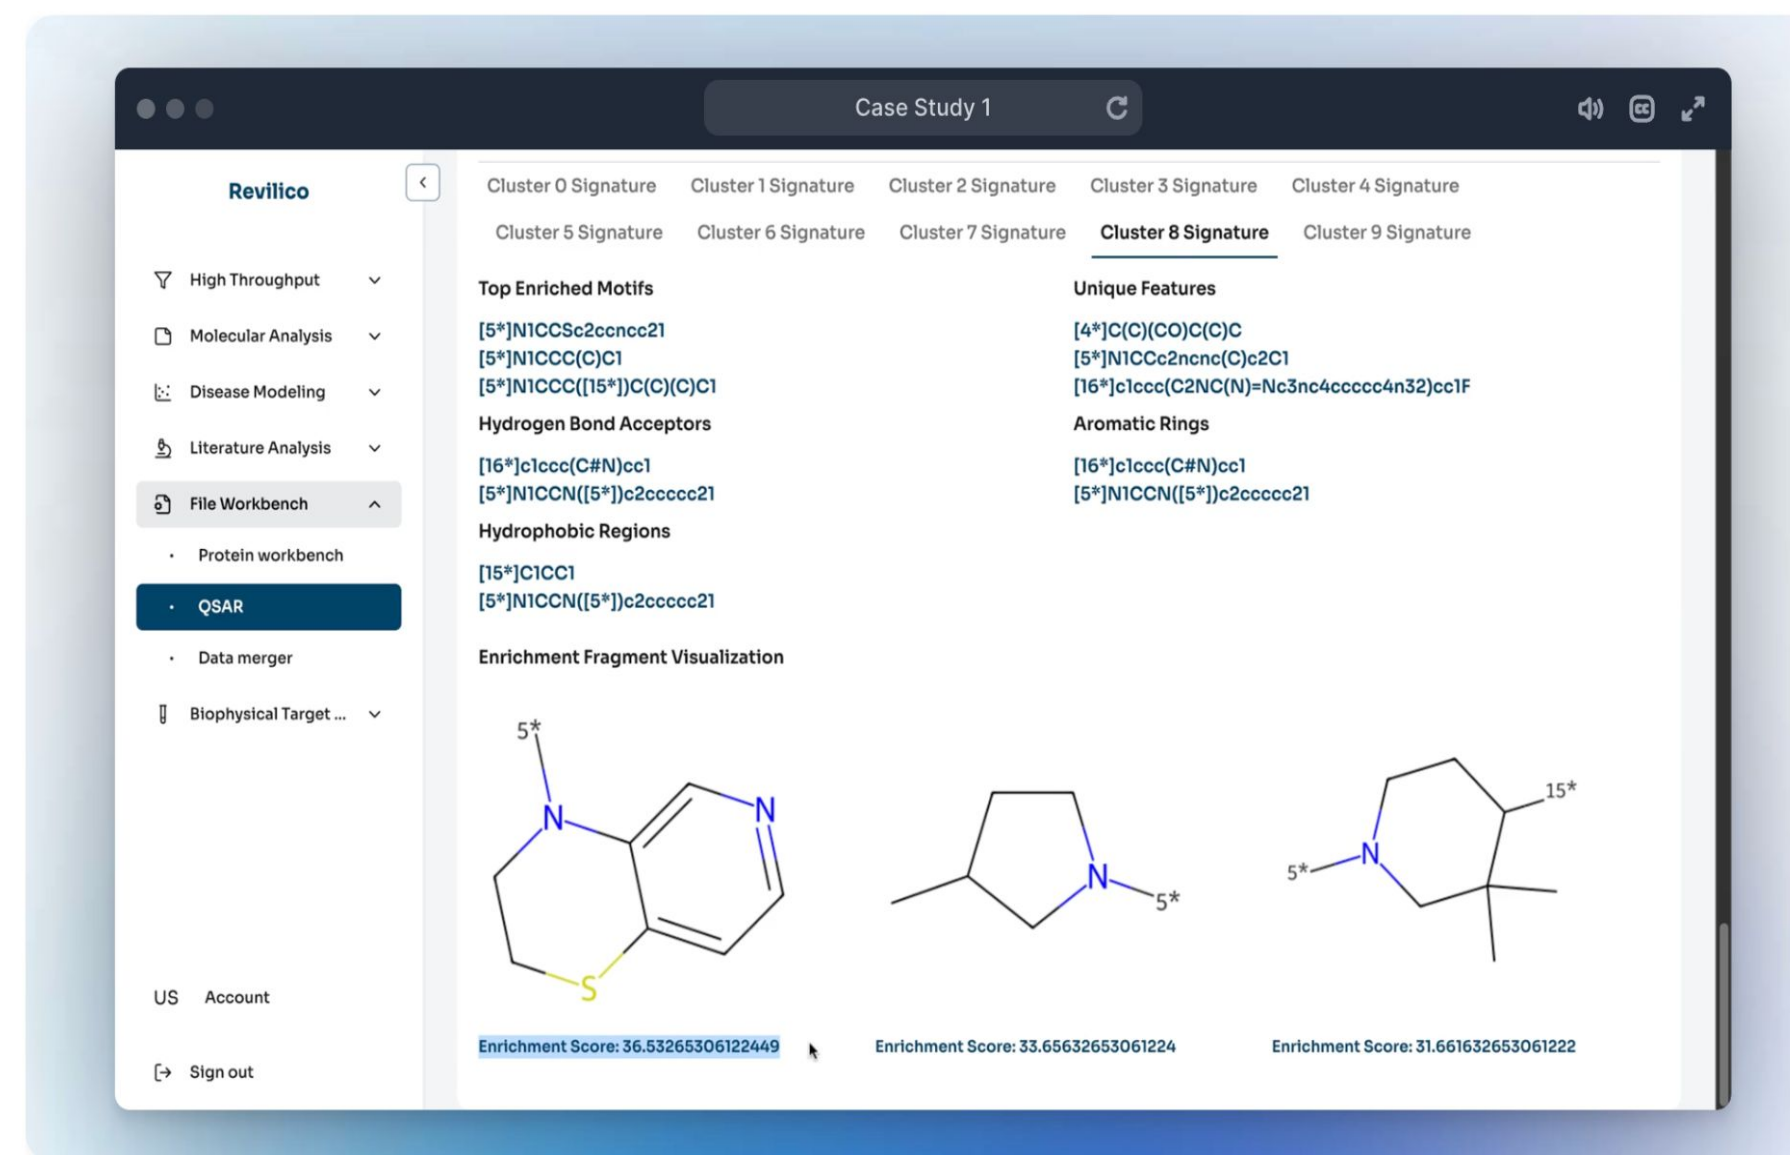 Case Study 1
Revilico
High Throughput
Molecular Analysis
Disease Modeling
Literature Analysis
File Workbench
· Protein workbench
· QSAR
· Data merger
Biophysical Target ...
US Account
Sign out
Cluster 0 Signature Cluster 1 Signature Cluster 2 Signature Cluster 3 Signature Cluster 4 Signature
Cluster 5 Signature Cluster 6 Signature Cluster 7 Signature Cluster 8 Signature Cluster 9 Signature
Top Enriched Motifs
[5*]N1CCSc2ccncc21
[5*]N1CCC(C)C1
[5*]N1CCC([15*])C(C)(C)C1
Unique Features
[4*]C(C)(CO)C(C)C
[5*]N1CCc2ncnc(C)c2C1
[16*]c1ccc(C2NC(N)=Nc3nc4ccccc4n32)cc1F
Hydrogen Bond Acceptors
[16*]c1ccc(C#N)cc1
[5*]N1CCN([5*])c2ccccc21
Aromatic Rings
[16*]c1ccc(C#N)cc1
[5*]N1CCN([5*])c2ccccc21
Hydrophobic Regions
[15*]C1CC1
[5*]N1CCN([5*])c2ccccc21
Enrichment Fragment Visualization
5*
N
N
S
N
5*
15*
N
5*
Enrichment Score: 36.53265306122449
Enrichment Score: 33.65632653061224
Enrichment Score: 31.661632653061222